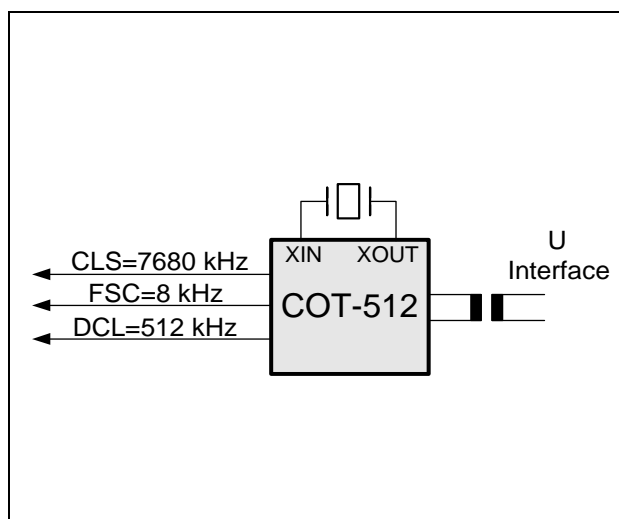 XIN XOUT
U
Interface
CLS=7680 kHz
FSC=8 kHz
COT-512
DCL=512 kHz